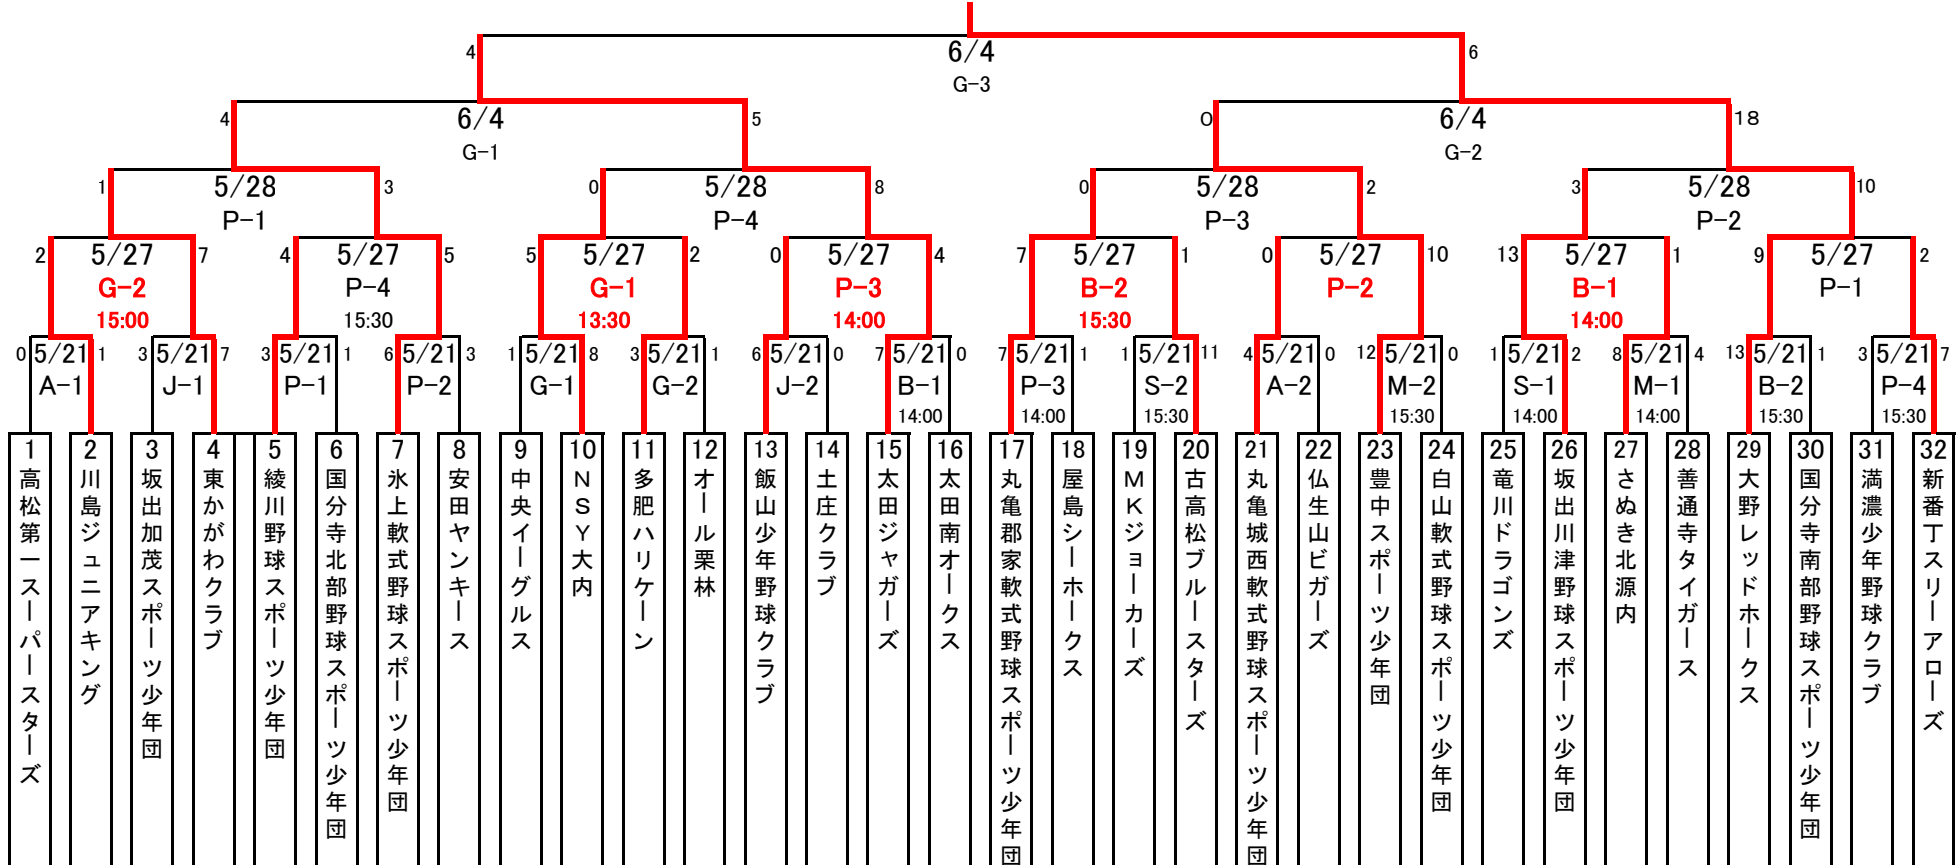 4 6/4 6
G-3
4 6/4 5 0 6/4 18
G-1 G-2
1 5/28 3 0 5/28 8 0 5/28 2 3 5/28 10
P-1 P-4 P-3 P-2
2 5/27 7 4 5/27 5 5 5/27 2 0 5/27 4 7 5/27 1 0 5/27 10 13 5/27 1 9 5/27 2
G-2 P-4 G-1 P-3 B-2 P-2 B-1 P-1
15:00 15:30 13:30 14:00 15:30 14:00
0 5/21 1 3 5/21 7 3 5/21 1 6 5/21 3 1 5/21 8 3 5/21 1 6 5/21 0 7 5/21 0 7 5/21 1 1 5/21 11 4 5/21 0 12 5/21 0 1 5/21 2 8 5/21 4 13 5/21 1 3 5/21 7
A-1 J-1 P-1 P-2 G-1 G-2 J-2 B-1 P-3 S-2 A-2 M-2 S-1 M-1 B-2 P-4
14:00 14:00 15:30 15:30 14:00 14:00 15:30 15:30
1 高松第一スーパースターズ
2 川島ジュニアキング
3 坂出加茂スポーツ少年団
4 東かがわクラブ
5 綾川野球スポーツ少年団
6 国分寺北部野球スポーツ少年団
7 氷上軟式野球スポーツ少年団
8 安田ヤンキース
9 中央イーグルス
10 NSY大内
11 多肥ハリケーン
12 オール栗林
13 飯山少年野球クラブ
14 土庄クラブ
15 太田ジャガーズ
16 太田南オークス
17 丸亀郡家軟式野球スポーツ少年団
18 屋島シーホークス
19 MKジョーカーズ
20 古高松ブルースターズ
21 丸亀城西軟式野球スポーツ少年団
22 仏生山ビガーズ
23 豊中スポーツ少年団
24 白山軟式野球スポーツ少年団
25 竜川ドラゴンズ
26 坂出川津野球スポーツ少年団
27 さぬき北源内
28 善通寺タイガース
29 大野レッドホークス
30 国分寺南部野球スポーツ少年団
31 満濃少年野球クラブ
32 新番丁スリーアローズ